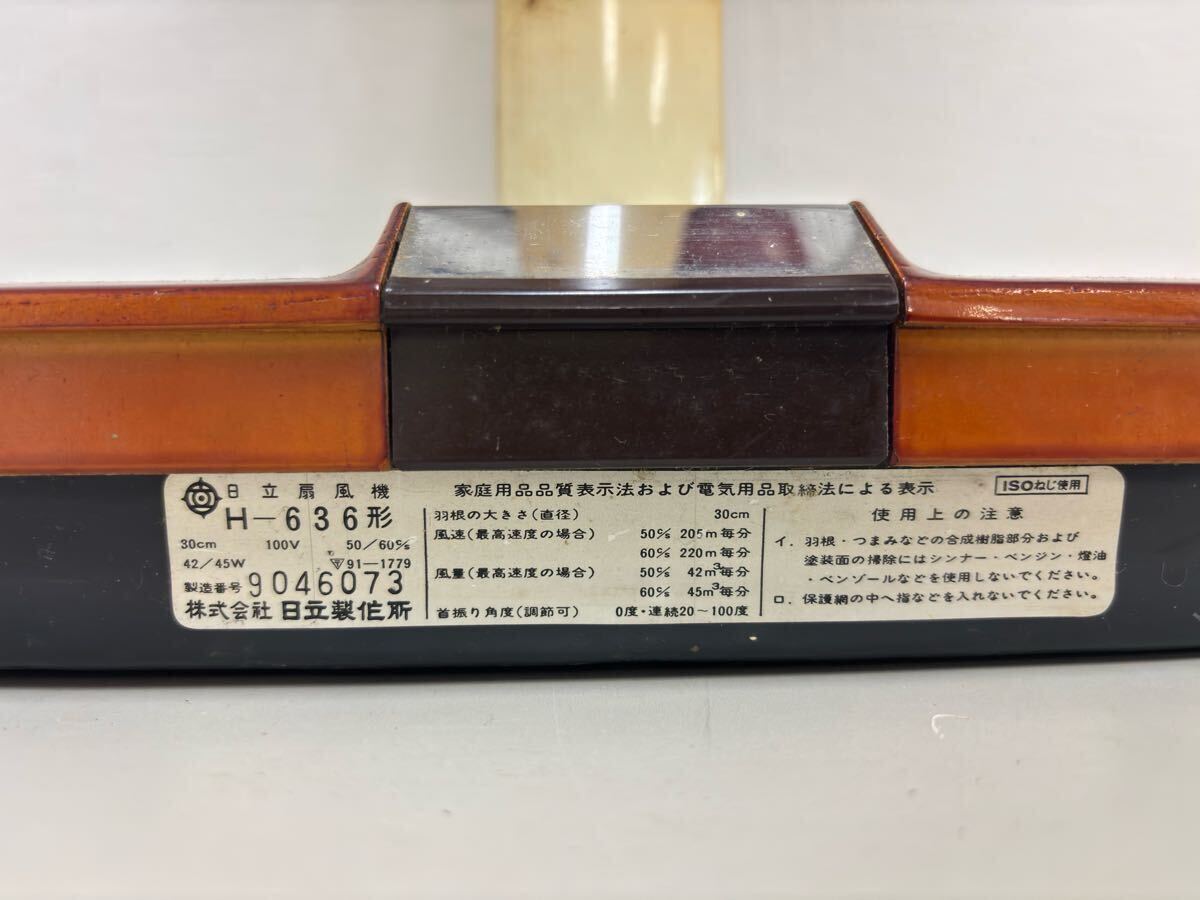 日立扇風機
H-636形
30cm 100V 50/60c/s
42/45W 〒91-1779
製造番号 9046073
株式会社 日立製作所
家庭用品品質表示法および電気用品取締法による表示
羽根の大きさ(直径) 30cm
風速(最高速度の場合) 50c/s 205m毎分
60c/s 220m毎分
風量(最高速度の場合) 50c/s 42m³毎分
60c/s 45m³毎分
首振り角度(調節可) 0度・連続20~100度
ISOねじ使用
使用上の注意
イ. 羽根・つまみなどの合成樹脂部分および
塗装面の掃除にはシンナー・ベンジン・燈油
・ベンゾールなどを使用しないでください。
ロ. 保護網の中へ指などを入れないでください。